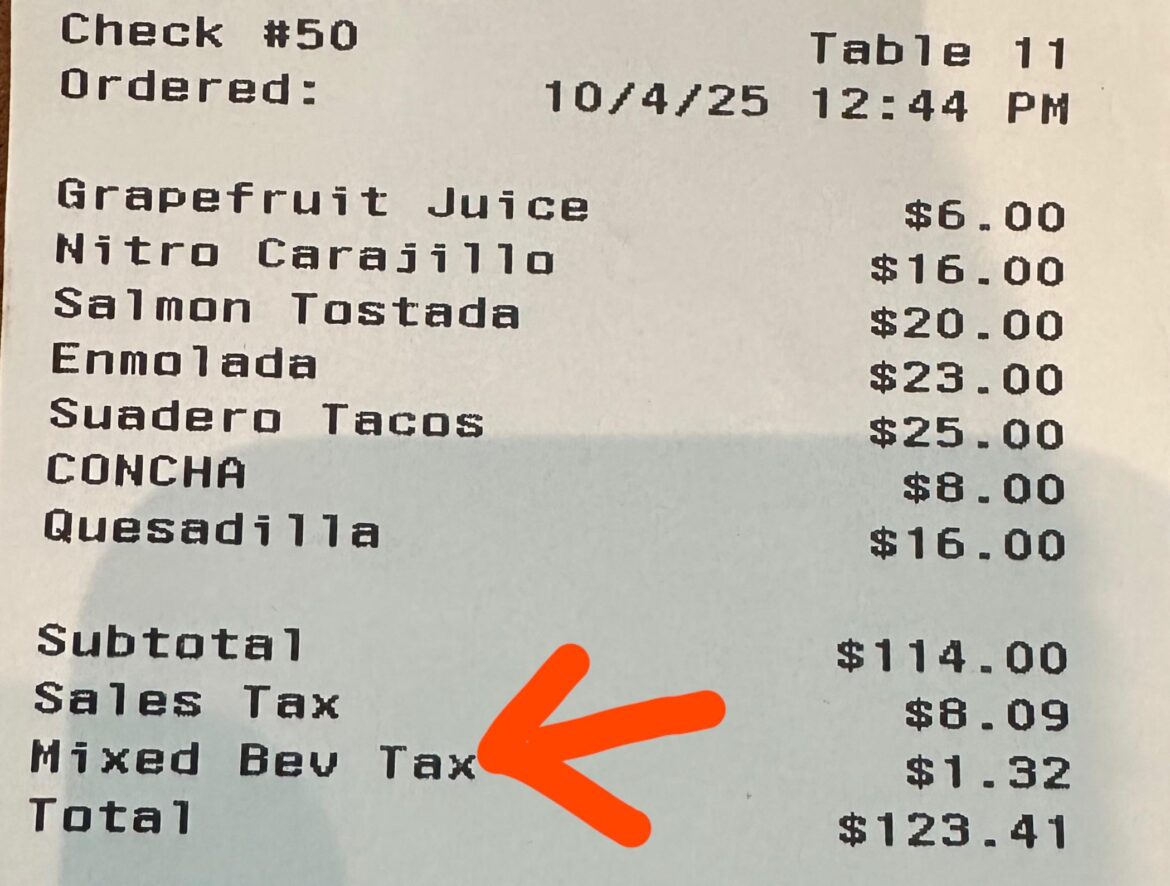 Check #50 Table 11
Ordered: 10/4/25 12:44 PM
Grapefruit Juice $6.00
Nitro Carajillo $16.00
Salmon Tostada $20.00
Enmolada $23.00
Suadero Tacos $25.00
CONCHA $8.00
Quesadilla $16.00
Subtotal $114.00
Sales Tax $8.09
Mixed Bev Tax $1.32
Total $123.41